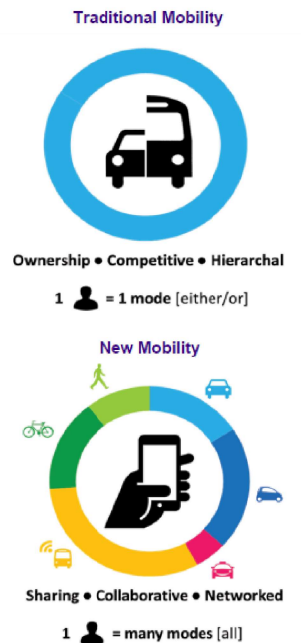 Traditional Mobility
Ownership ● Competitive ● Hierarchal
1 = 1 mode [either/or]
New Mobility
Sharing ● Collaborative ● Networked
1 = many modes [all]